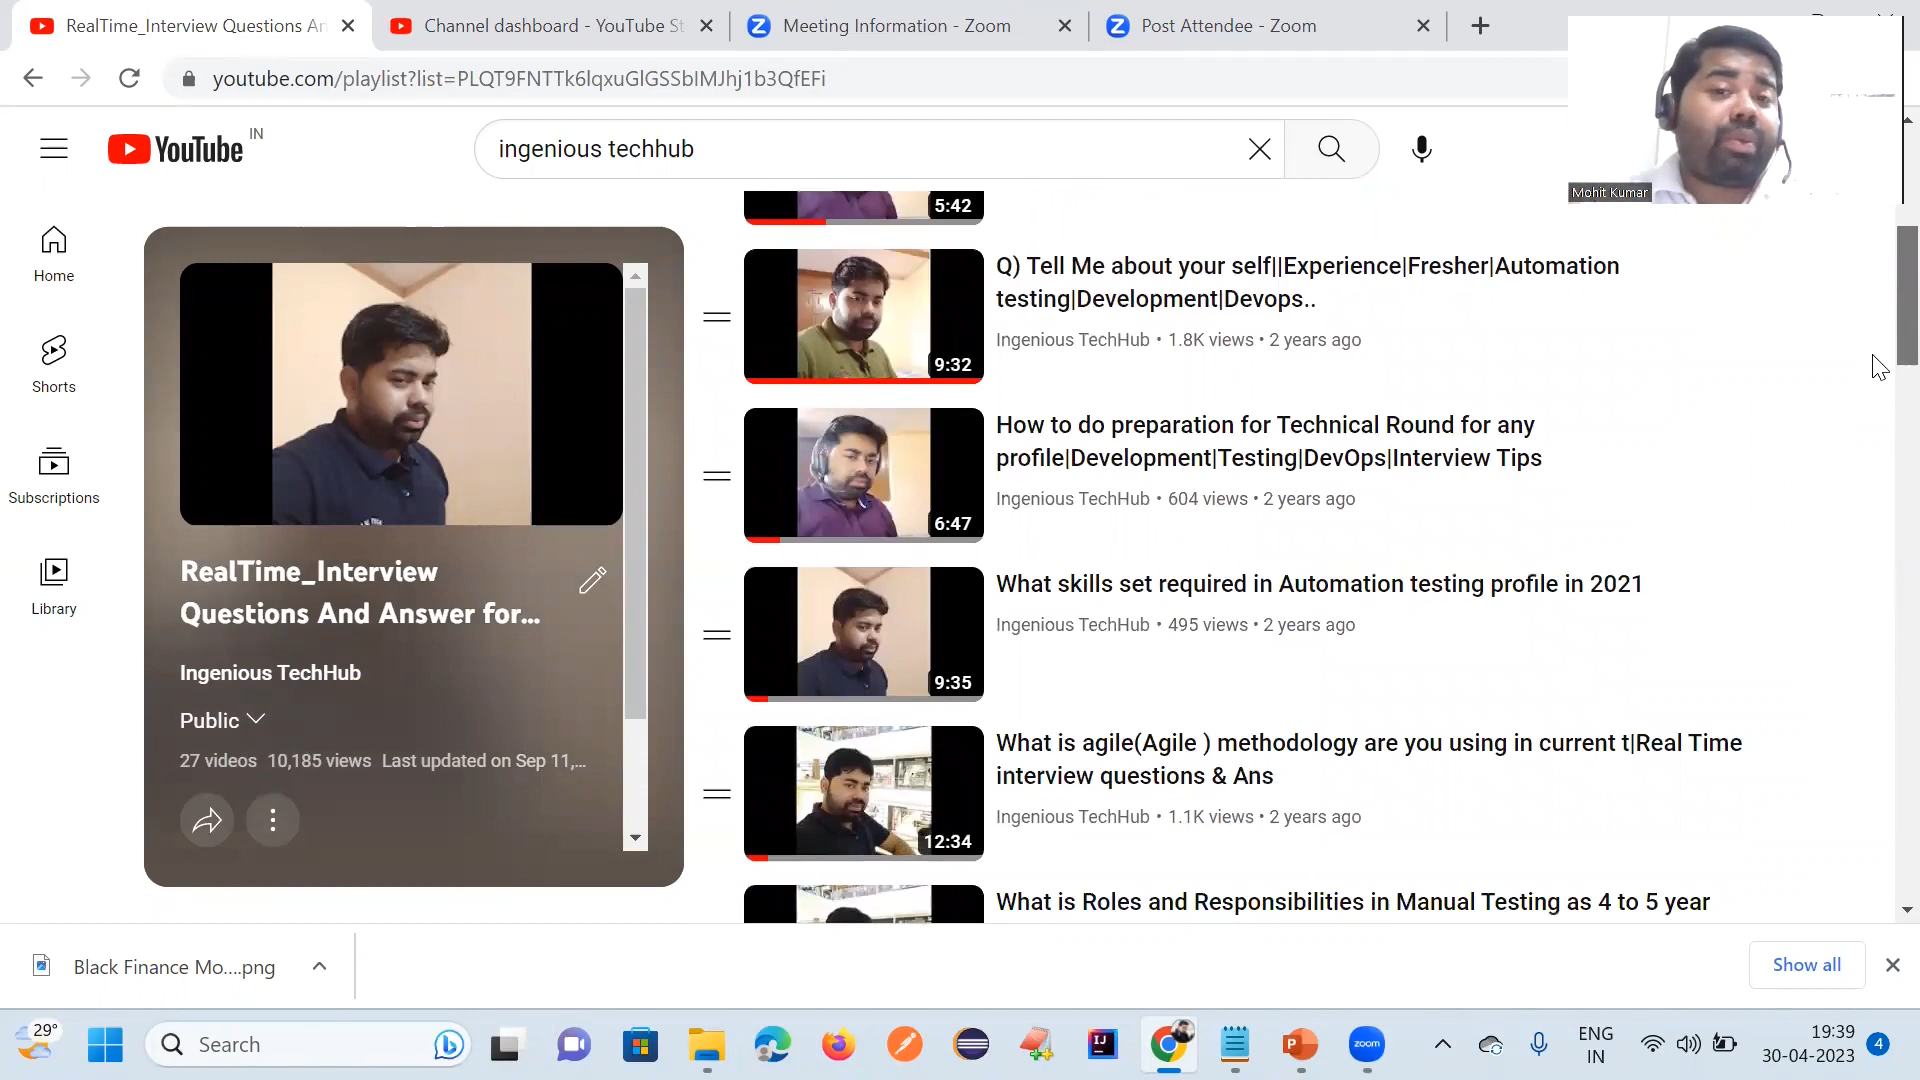 RealTime_Interview Questions An
Channel dashboard - YouTube St
Meeting Information - Zoom
Post Attendee - Zoom
youtube.com/playlist?list=PLQT9FNTTk6lqxuGlGSSbIMJhj1b3QfEFi
YouTube IN
ingenious techhub
Mohit Kumar
Home
Shorts
Subscriptions
Library
RealTime_Interview
Questions And Answer for...
Ingenious TechHub
Public
27 videos 10,185 views Last updated on Sep 11,...
5:42
Q) Tell Me about your self||Experience|Fresher|Automation
testing|Development|Devops..
Ingenious TechHub • 1.8K views • 2 years ago
9:32
How to do preparation for Technical Round for any
profile|Development|Testing|DevOps|Interview Tips
Ingenious TechHub • 604 views • 2 years ago
6:47
What skills set required in Automation testing profile in 2021
Ingenious TechHub • 495 views • 2 years ago
9:35
What is agile(Agile ) methodology are you using in current t|Real Time
interview questions & Ans
Ingenious TechHub • 1.1K views • 2 years ago
12:34
What is Roles and Responsibilities in Manual Testing as 4 to 5 year
Black Finance Mo....png
Show all
29°
Search
IJ
P
zoom
ENG
IN
19:39
30-04-2023
4